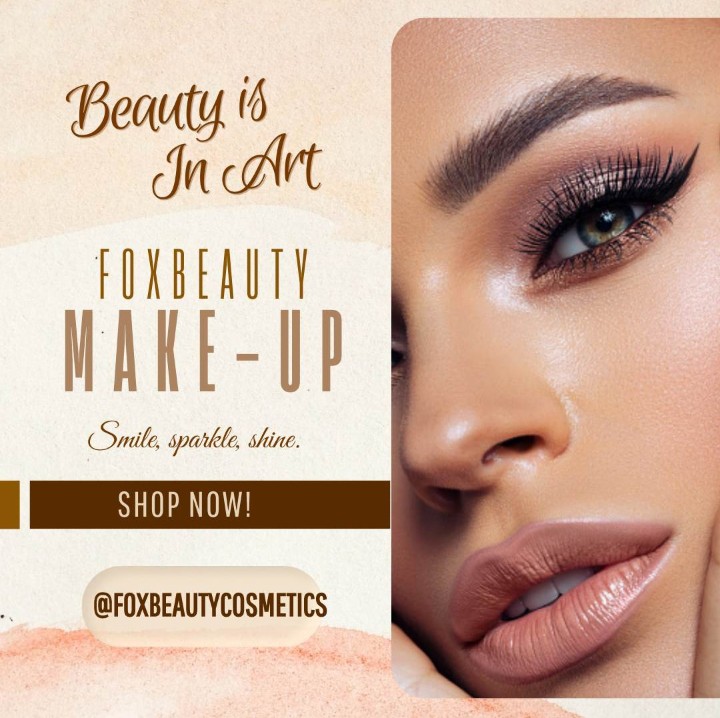 Beauty is
In Art
FOXBEAUTY
MAKE-UP
Smile, sparkle, shine.
SHOP NOW!
@FOXBEAUTYCOSMETICS